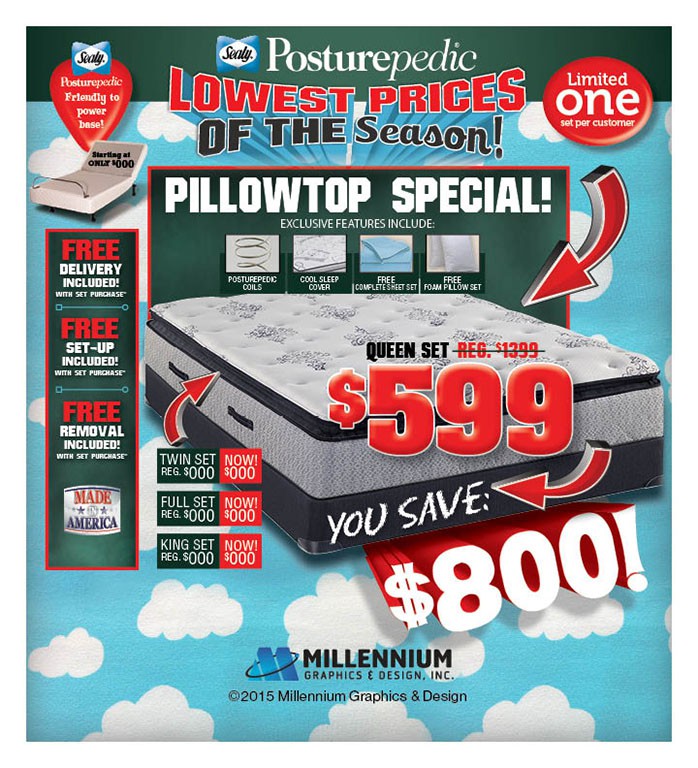 Sealy
Posturepedic
Friendly to
power
base!
Starting at
ONLY $000
Sealy
Posturepedic
LOWEST PRICES
OF THE Season!
Limited
one
set per customer
PILLOWTOP SPECIAL!
EXCLUSIVE FEATURES INCLUDE:
POSTUREPEDIC
COILS
COOL SLEEP
COVER
FREE
COMPLETE SHEET SET
FREE
FOAM PILLOW SET
FREE
DELIVERY
INCLUDED!
WITH SET PURCHASE*
FREE
SET-UP
INCLUDED!
WITH SET PURCHASE*
FREE
REMOVAL
INCLUDED!
WITH SET PURCHASE*
MADE
IN
AMERICA
QUEEN SET REG. $1399
$599
TWIN SET NOW!
REG. $000 $000
FULL SET NOW!
REG. $000 $000
KING SET NOW!
REG. $000 $000
YOU SAVE:
$800!
MILLENNIUM
GRAPHICS & DESIGN, INC.
©2015 Millennium Graphics & Design